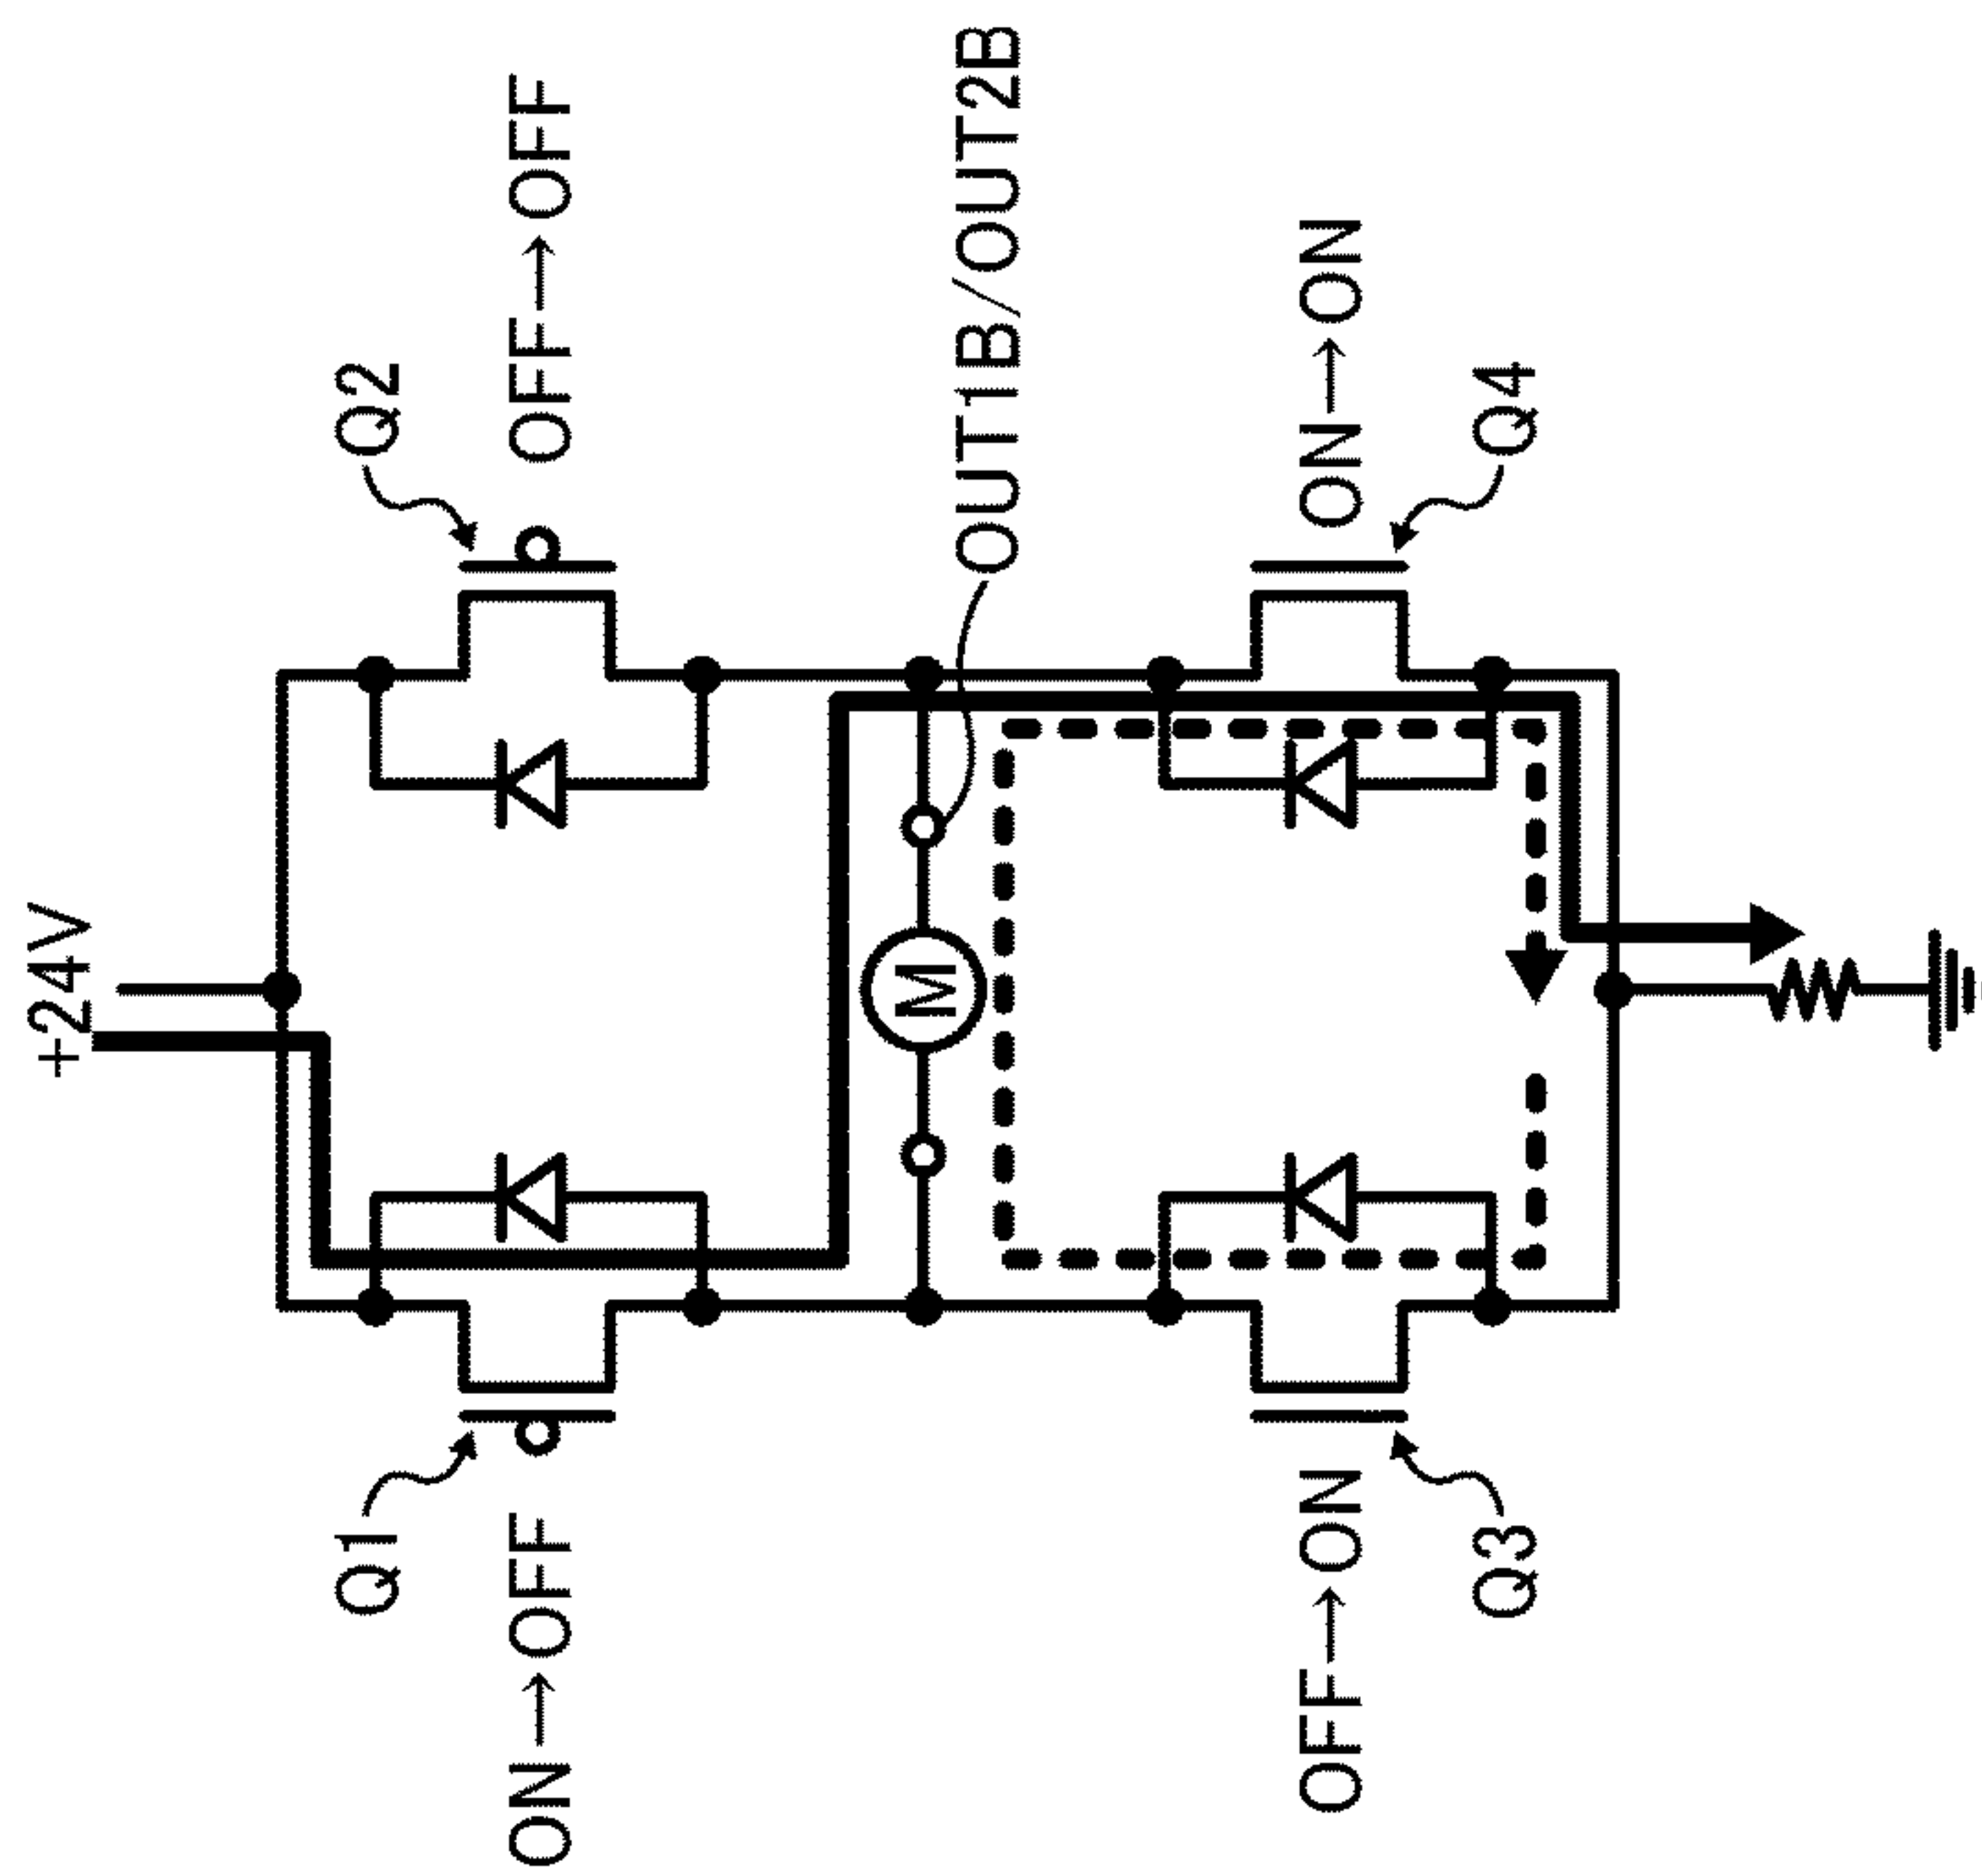 +24V
Q1
ON→OFF
Q2
OFF→OFF
M
OUT1B/OUT2B
OFF→ON
Q3
ON→ON
Q4